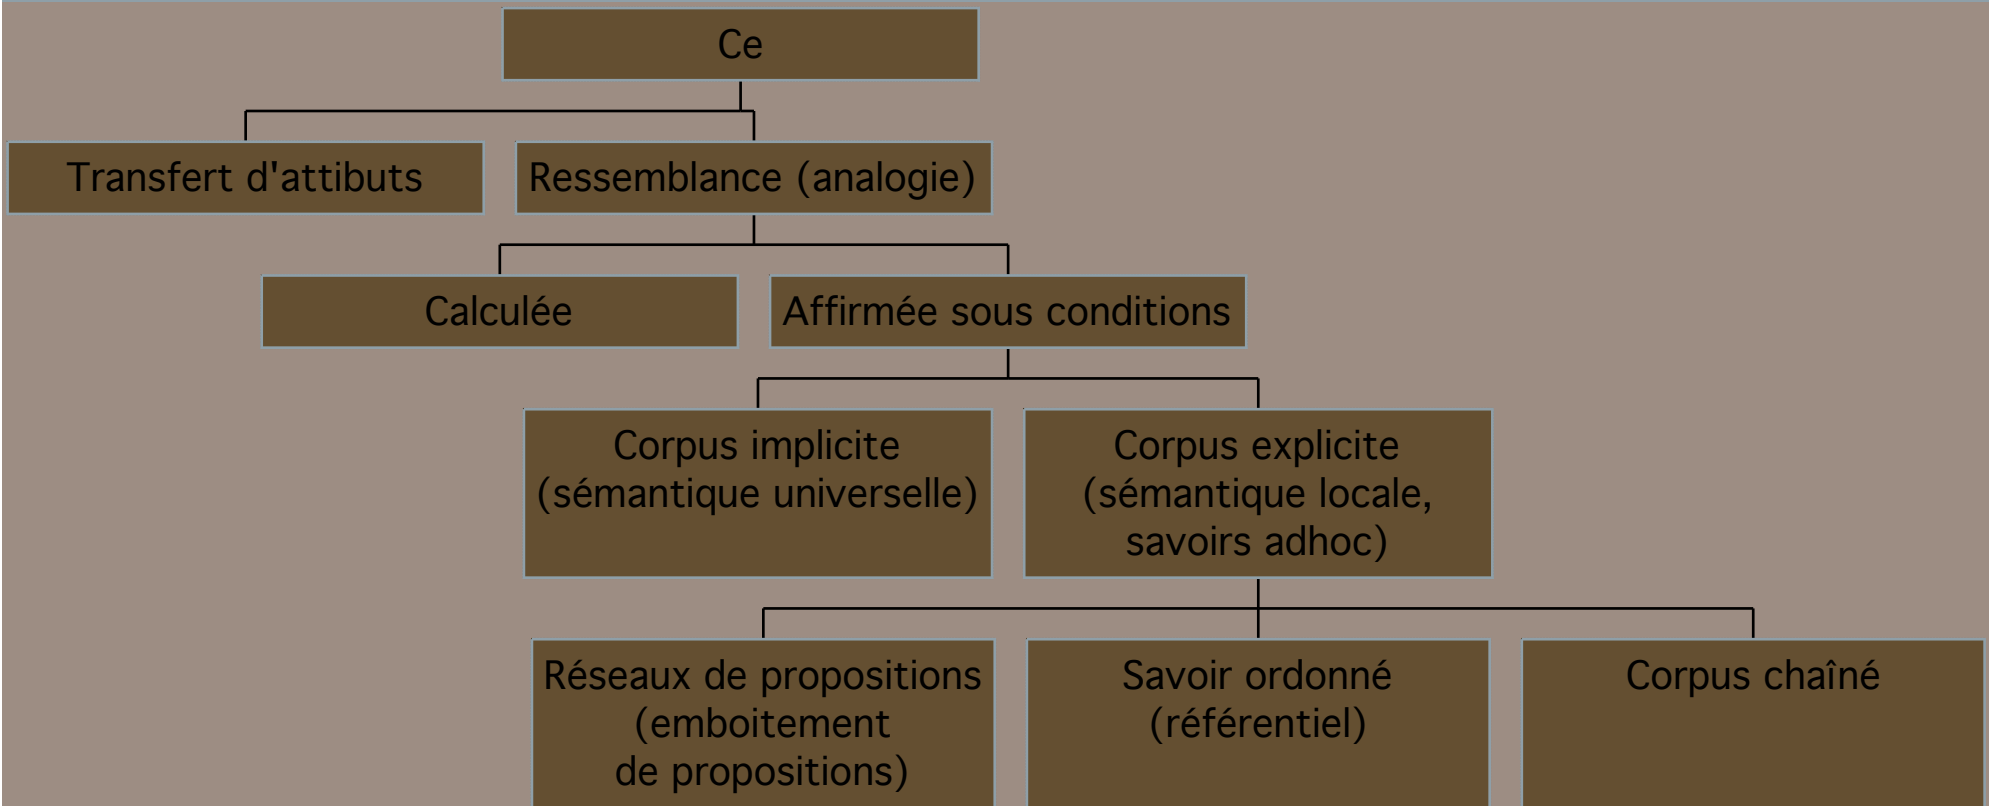 Ce
Transfert d'attibuts
Ressemblance (analogie)
Calculée
Affirmée sous conditions
Corpus implicite
(sémantique universelle)
Corpus explicite
(sémantique locale,
savoirs adhoc)
Réseaux de propositions
(emboitement
de propositions)
Savoir ordonné
(référentiel)
Corpus chaîné